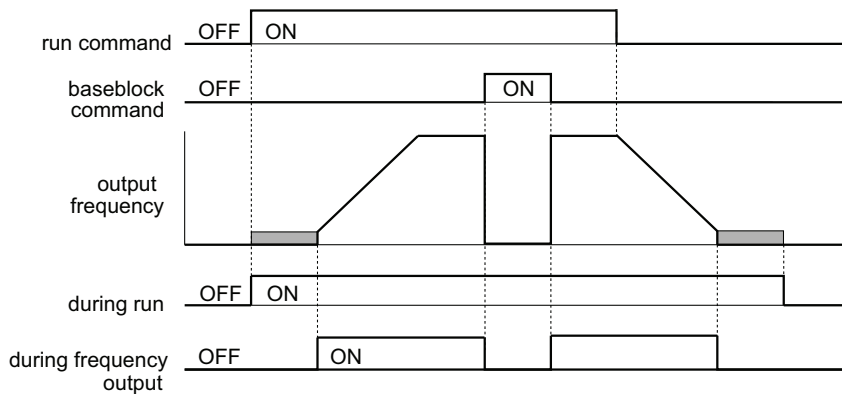 OFF ON
run command
OFF ON
baseblock
command
output
frequency
OFF ON
during run
OFF ON
during frequency
output